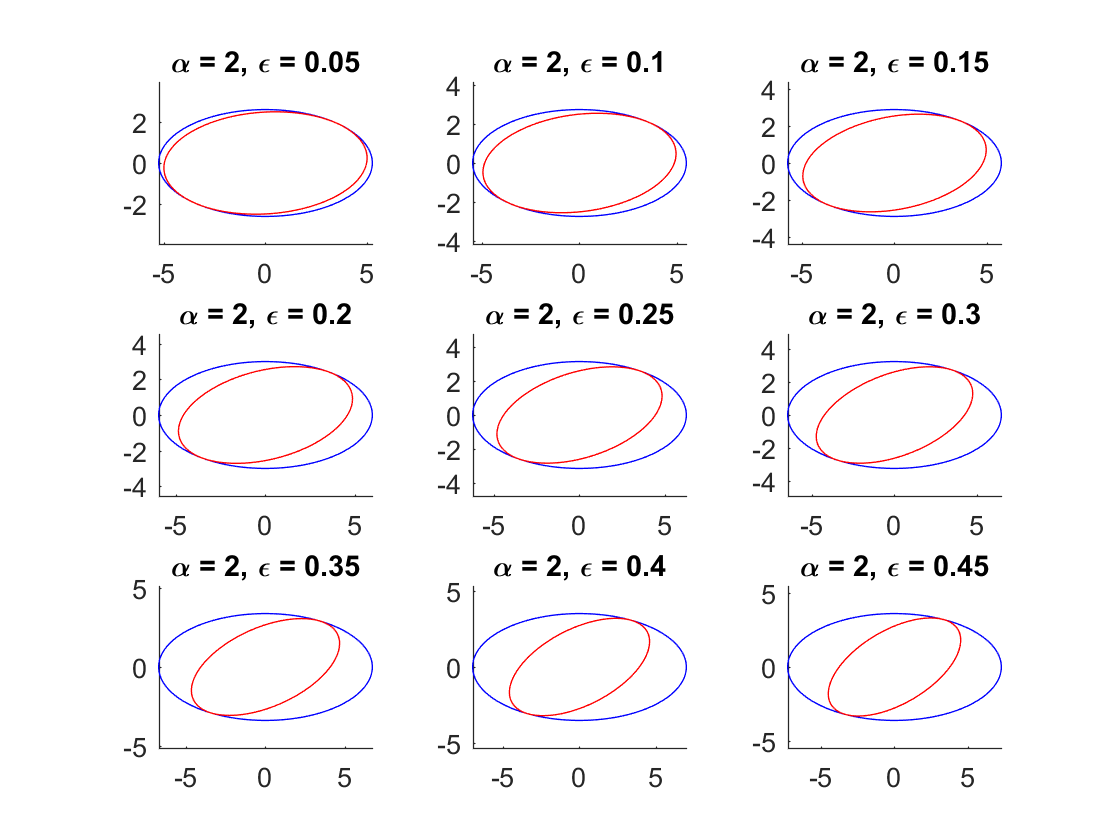 α = 2, ϵ = 0.05
2
0
-2
-5 0 5
α = 2, ϵ = 0.1
4
2
0
-2
-4
-5 0 5
α = 2, ϵ = 0.15
4
2
0
-2
-4
-5 0 5
α = 2, ϵ = 0.2
4
2
0
-2
-4
-5 0 5
α = 2, ϵ = 0.25
4
2
0
-2
-4
-5 0 5
α = 2, ϵ = 0.3
4
2
0
-2
-4
-5 0 5
α = 2, ϵ = 0.35
5
0
-5
-5 0 5
α = 2, ϵ = 0.4
5
0
-5
-5 0 5
α = 2, ϵ = 0.45
5
0
-5
-5 0 5